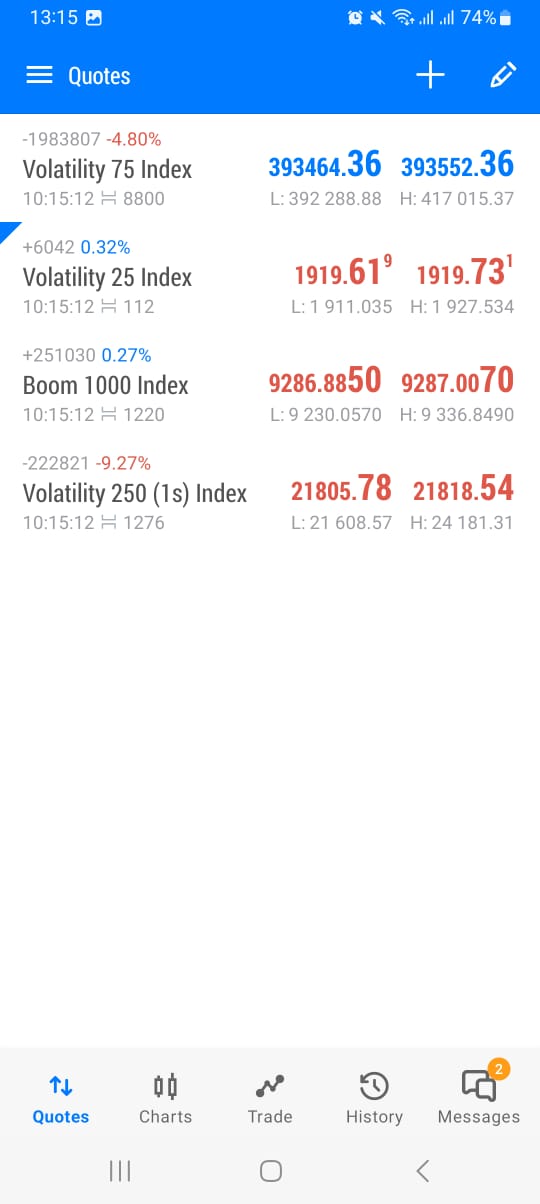 13:15 74%
Quotes
-1983807 -4.80%
Volatility 75 Index 393464.36 393552.36
10:15:12 8800 L: 392 288.88 H: 417 015.37
+6042 0.32%
Volatility 25 Index 1919.619 1919.731
10:15:12 112 L: 1 911.035 H: 1 927.534
+251030 0.27%
Boom 1000 Index 9286.8850 9287.0070
10:15:12 1220 L: 9 230.0570 H: 9 336.8490
-222821 -9.27%
Volatility 250 (1s) Index 21805.78 21818.54
10:15:12 1276 L: 21 608.57 H: 24 181.31
2
Quotes Charts Trade History Messages